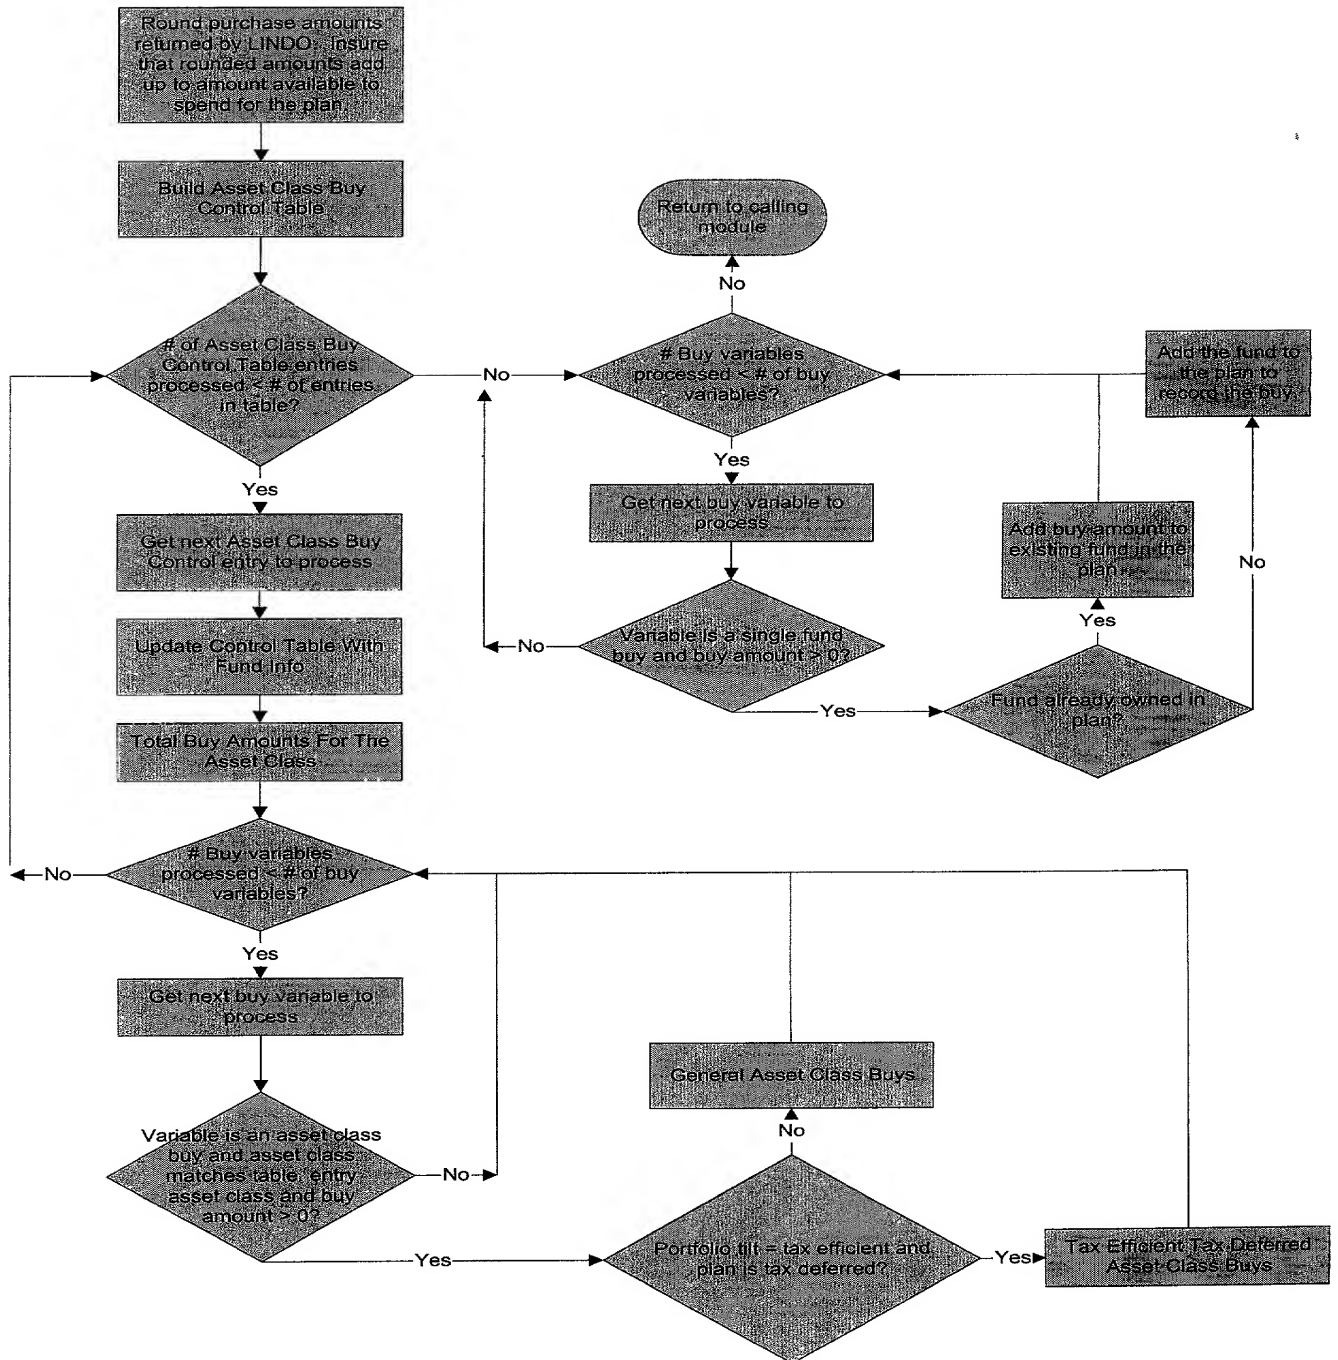 Round purchase amounts
returned by LINDO. Insure
that rounded amounts add
up to amount available to
spend for the plan.
Build Asset Class Buy
Control Table
# of Asset Class Buy
Control Table entries
processed < # of entries
in table?
No
Yes
Get next Asset Class Buy
Control entry to process
Update Control Table With
Fund Info
Total Buy Amounts For The
Asset Class
# Buy variables
processed < # of buy
variables?
No
Yes
Get next buy variable to
process
Variable is an asset class
buy and asset class
matches table entry
asset class and buy
amount > 0?
No
Yes
Portfolio tilt = tax efficient and
plan is tax deferred?
No
General Asset Class Buys
Yes
Tax Efficient Tax Deferred
Asset Class Buys
Return to calling
module
No
# Buy variables
processed < # of buy
variables?
Yes
Get next buy variable to
process
Variable is a single fund
buy and buy amount > 0?
No
Yes
Fund already owned in
plan?
Yes
Add buy amount to
existing fund in the
plan
No
Add the fund to
the plan to
record the buy